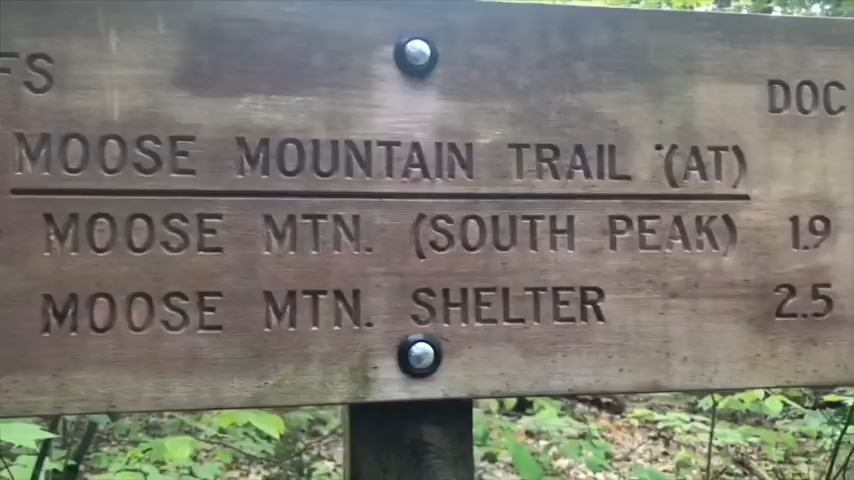 FS DOC
MOOSE MOUNTAIN TRAIL (AT)
MOOSE MTN. (SOUTH PEAK) 1.9
MOOSE MTN. SHELTER 2.5